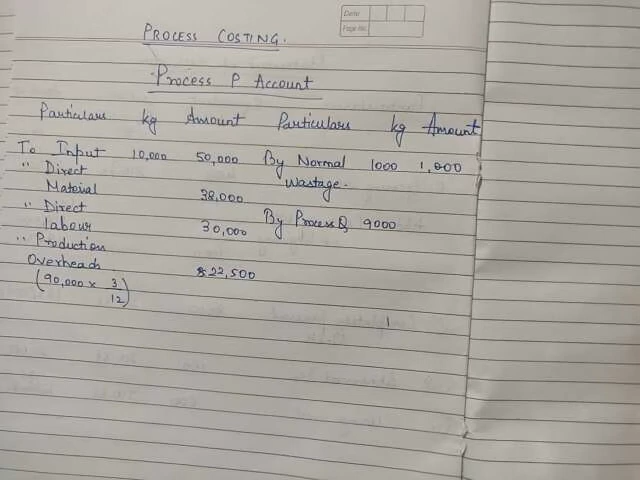 Date
Page No.
PROCESS COSTING.
Process P Account
Particulars kg Amount Particulars kg Amount
To Input 10,000 50,000 By Normal 1000 1,000
" Direct Wastage.
Material 38,000
" Direct By Process Q 9000
labour 30,000
" Production
Overheads 22,500
(90,000 x 3/12)